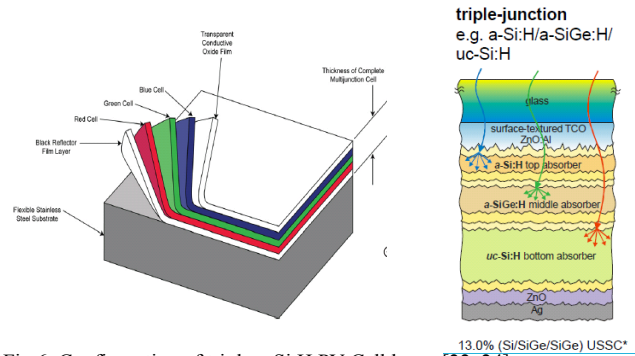 Transparent
Conductive
Oxide Film
Thickness of Complete
Multijunction Cell
Blue Cell
Green Cell
Red Cell
Black Reflector
Film Layer
Flexible Stainless
Steel Substrate
triple-junction
e.g. a-Si:H/a-SiGe:H/
uc-Si:H
glass
surface-textured TCO
ZnO:Al
a-Si:H top absorber
a-SiGe:H middle absorber
uc-Si:H bottom absorber
ZnO
Ag
13.0% (Si/SiGe/SiGe) USSC*